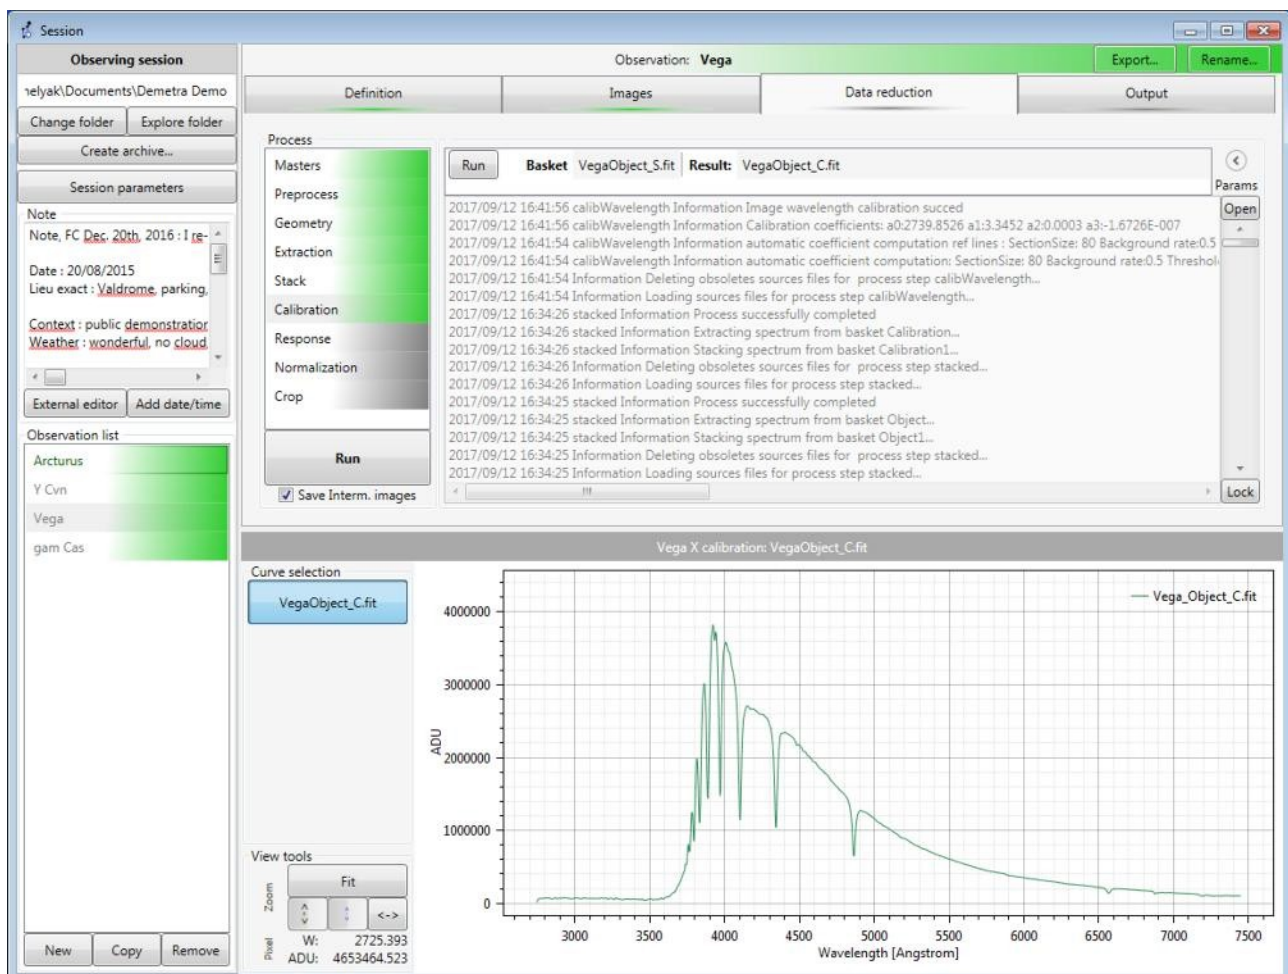 Session
Observing session
nelyak\Documents\Demetra Demo
Change folder
Explore folder
Create archive...
Session parameters
Note
Note, FC Dec. 20th, 2016 : I re-
Date : 20/08/2015
Lieu exact : Valdrome, parking,
Context : public demonstration
Weather : wonderful, no cloud
External editor
Add date/time
Observation list
Arcturus
Y Cvn
Vega
gam Cas
New
Copy
Remove
Observation: Vega
Export...
Rename...
Definition
Images
Data reduction
Output
Process
Masters
Preprocess
Geometry
Extraction
Stack
Calibration
Response
Normalization
Crop
Run
Save Interm. images
Run
Basket VegaObject_S.fit
Result: VegaObject_C.fit
Params
Open
Lock
2017/09/12 16:41:56 calibWavelength Information Image wavelength calibration succed
2017/09/12 16:41:56 calibWavelength Information Calibration coefficients: a0:2739.8526 a1:3.3452 a2:0.0003 a3:-1.6726E-007
2017/09/12 16:41:54 calibWavelength Information automatic coefficient computation ref lines : SectionSize: 80 Background rate:0.5
2017/09/12 16:41:54 calibWavelength Information automatic coefficient computation: SectionSize: 80 Background rate:0.5 Threshol
2017/09/12 16:41:54 Information Deleting obsoletes sources files for process step calibWavelength...
2017/09/12 16:41:54 Information Loading sources files for process step calibWavelength...
2017/09/12 16:34:26 stacked Information Process successfully completed
2017/09/12 16:34:26 stacked Information Extracting spectrum from basket Calibration...
2017/09/12 16:34:26 stacked Information Stacking spectrum from basket Calibration1...
2017/09/12 16:34:26 Information Deleting obsoletes sources files for process step stacked...
2017/09/12 16:34:26 Information Loading sources files for process step stacked...
2017/09/12 16:34:25 stacked Information Process successfully completed
2017/09/12 16:34:25 stacked Information Extracting spectrum from basket Object...
2017/09/12 16:34:25 stacked Information Stacking spectrum from basket Object1...
2017/09/12 16:34:25 Information Deleting obsoletes sources files for process step stacked...
2017/09/12 16:34:25 Information Loading sources files for process step stacked...
Vega X calibration: VegaObject_C.fit
Curve selection
VegaObject_C.fit
View tools
Zoom
Fit
<->
Pixel
W: 2725.393
ADU: 4653464.523
Vega_Object_C.fit
ADU
4000000
3000000
2000000
1000000
0
3000 3500 4000 4500 5000 5500 6000 6500 7000 7500
Wavelength [Angstrom]